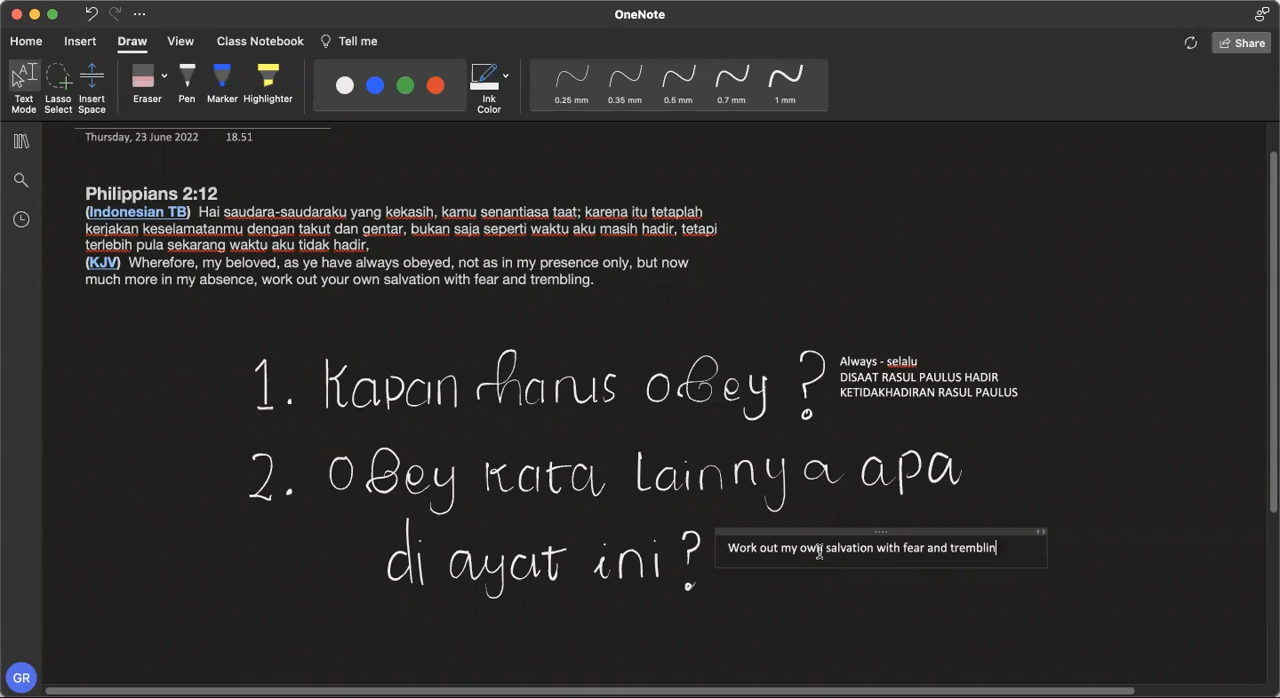 OneNote
Home Insert Draw View Class Notebook Tell me
Share
Text Mode
Lasso Select
Insert Space
Eraser
Pen
Marker
Highlighter
Ink Color
0.25 mm 0.35 mm 0.5 mm 0.7 mm 1 mm
Thursday, 23 June 2022 18.51
Philippians 2:12
(Indonesian TB) Hai saudara-saudaraku yang kekasih, kamu senantiasa taat; karena itu tetaplah
kerjakan keselamatanmu dengan takut dan gentar, bukan saja seperti waktu aku masih hadir, tetapi
terlebih pula sekarang waktu aku tidak hadir,
(KJV) Wherefore, my beloved, as ye have always obeyed, not as in my presence only, but now
much more in my absence, work out your own salvation with fear and trembling.
1. Kapan harus obey ?
Always - selalu
DISAAT RASUL PAULUS HADIR
KETIDAKHADIRAN RASUL PAULUS
2. Obey kata lainnya apa
di ayat ini ?
Work out my own salvation with fear and tremblin
GR